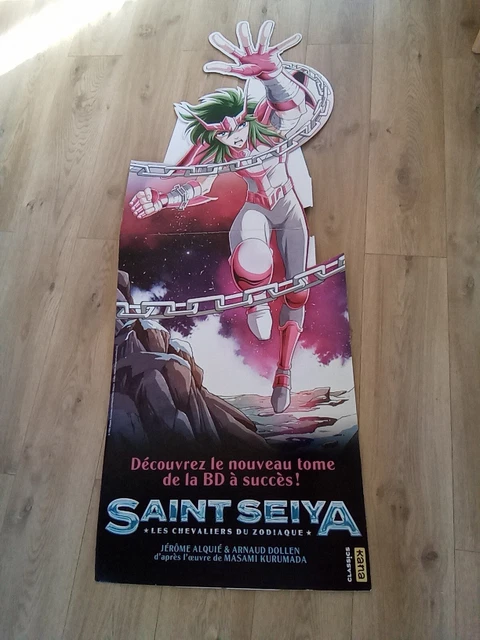 Découvrez le nouveau tome
de la BD à succès !
SAINT SEIYA
★ LES CHEVALIERS DU ZODIAQUE ★
JÉRÔME ALQUIÉ & ARNAUD DOLLEN
d'après l'œuvre de MASAMI KURUMADA
CLASSICS
kana